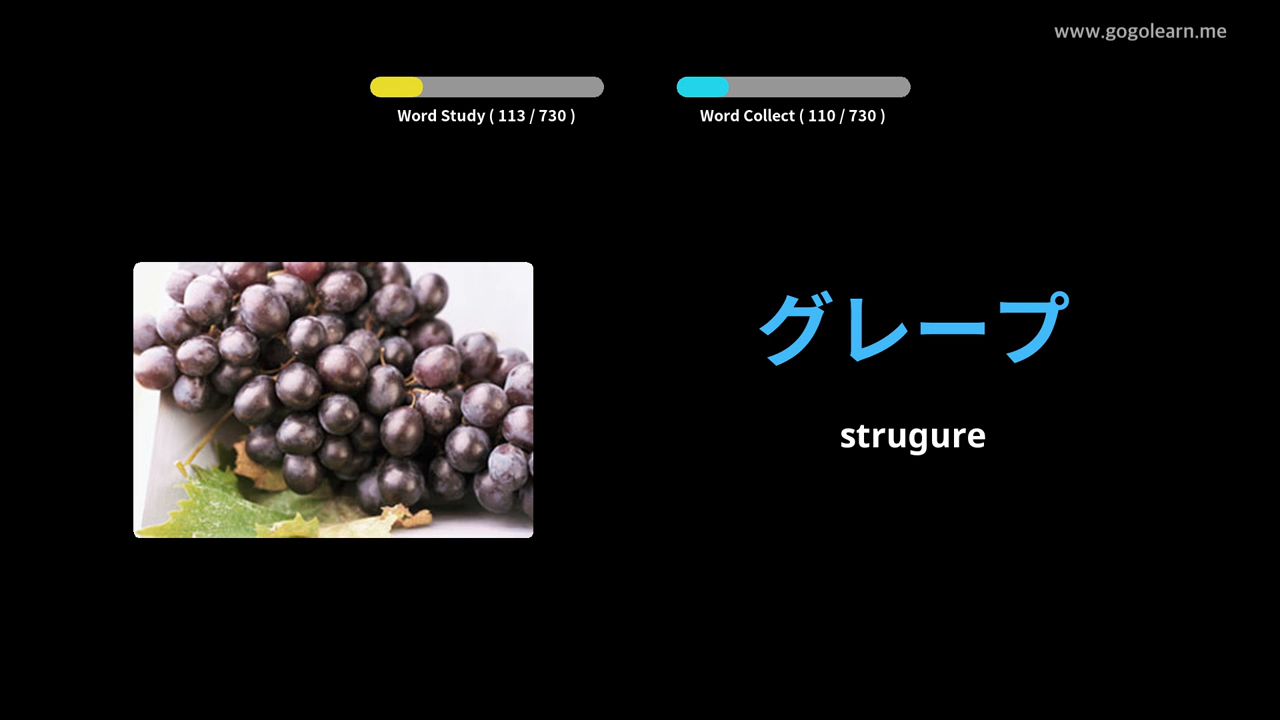 www.gogolearn.me
Word Study ( 113 / 730 )
Word Collect ( 110 / 730 )
グレープ
strugure